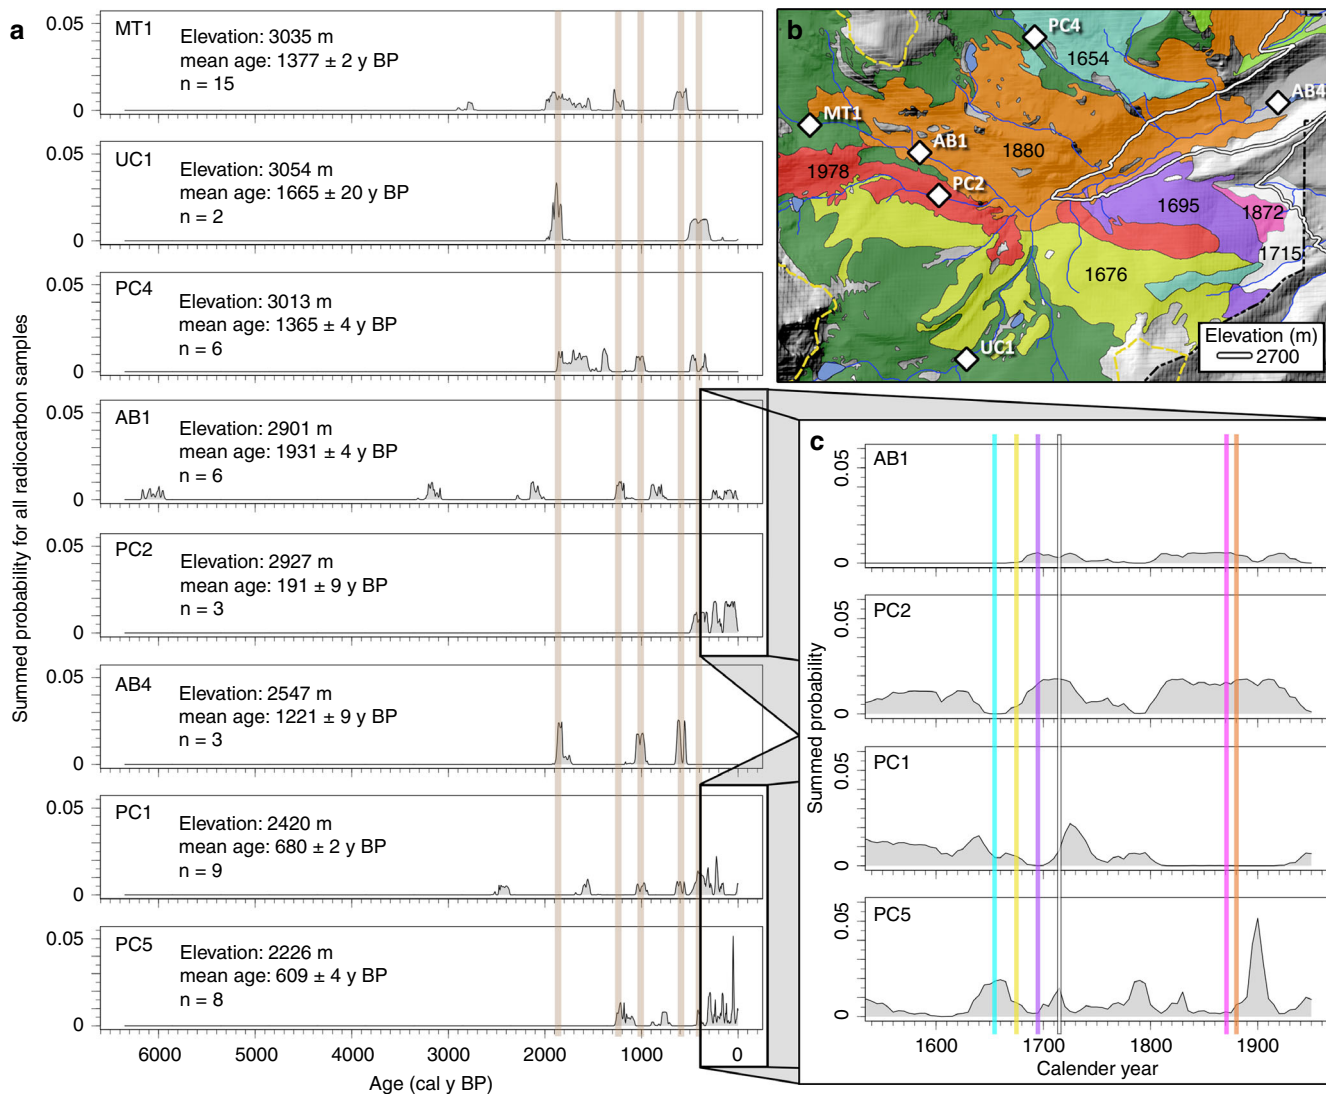 a
Summed probability for all radiocarbon samples
0.05
0
MT1
Elevation: 3035 m
mean age: 1377 ± 2 y BP
n = 15
0.05
0
UC1
Elevation: 3054 m
mean age: 1665 ± 20 y BP
n = 2
0.05
0
PC4
Elevation: 3013 m
mean age: 1365 ± 4 y BP
n = 6
0.05
0
AB1
Elevation: 2901 m
mean age: 1931 ± 4 y BP
n = 6
0.05
0
PC2
Elevation: 2927 m
mean age: 191 ± 9 y BP
n = 3
0.05
0
AB4
Elevation: 2547 m
mean age: 1221 ± 9 y BP
n = 3
0.05
0
PC1
Elevation: 2420 m
mean age: 680 ± 2 y BP
n = 9
0.05
0
PC5
Elevation: 2226 m
mean age: 609 ± 4 y BP
n = 8
6000 5000 4000 3000 2000 1000 0
Age (cal y BP)
b
PC4
1654
AB4
MT1
AB1
1880
1978
PC2
1695
1872
1715
1676
UC1
Elevation (m)
2700
c
Summed probability
0.05
0
AB1
1600 1700 1800 1900
0.05
0
PC2
0.05
0
PC1
0.05
0
PC5
1600 1700 1800 1900
Calender year